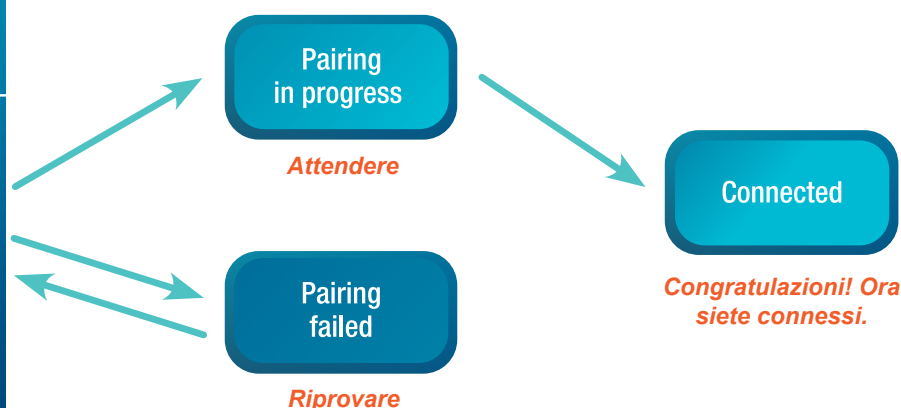 Pairing
in progress
Attendere
Connected
Congratulazioni! Ora
siete connessi.
Pairing
failed
Riprovare